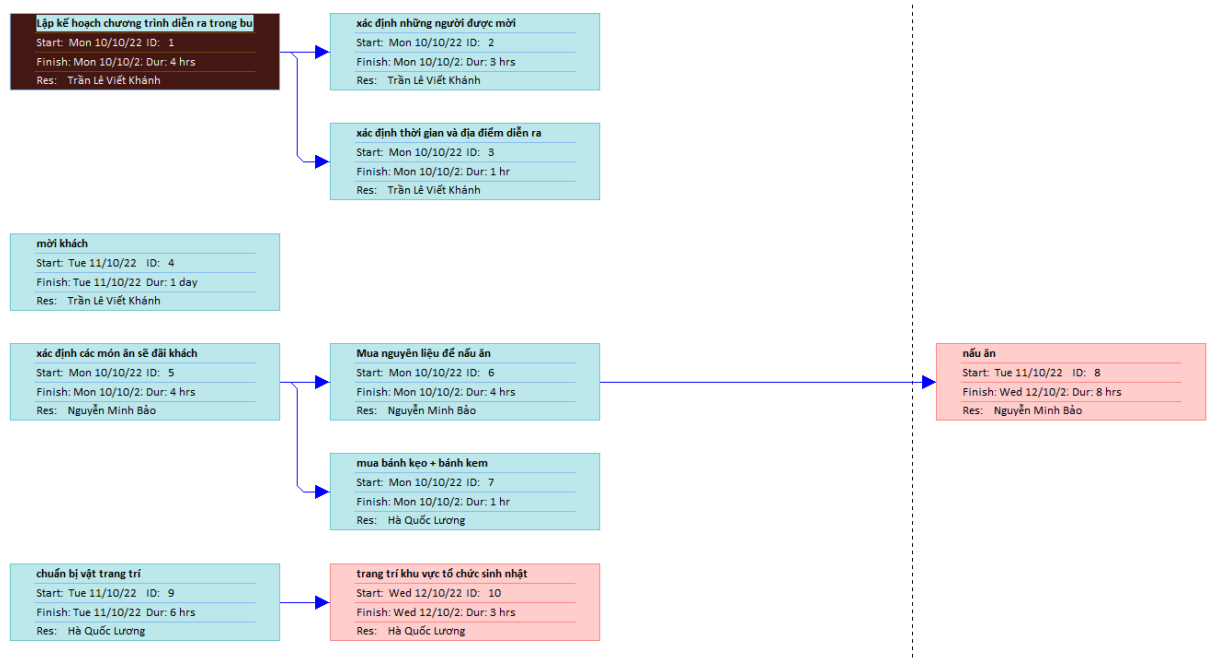 Lập kế hoạch chương trình diễn ra trong bu
Start: Mon 10/10/22 ID: 1
Finish: Mon 10/10/2: Dur: 4 hrs
Res: Trần Lê Viết Khánh
xác định những người được mời
Start: Mon 10/10/22 ID: 2
Finish: Mon 10/10/2: Dur: 3 hrs
Res: Trần Lê Viết Khánh
xác định thời gian và địa điểm diễn ra
Start: Mon 10/10/22 ID: 3
Finish: Mon 10/10/2: Dur: 1 hr
Res: Trần Lê Viết Khánh
mời khách
Start: Tue 11/10/22 ID: 4
Finish: Tue 11/10/22 Dur: 1 day
Res: Trần Lê Viết Khánh
xác định các món ăn sẽ đãi khách
Start: Mon 10/10/22 ID: 5
Finish: Mon 10/10/2: Dur: 4 hrs
Res: Nguyễn Minh Bảo
Mua nguyên liệu để nấu ăn
Start: Mon 10/10/22 ID: 6
Finish: Mon 10/10/2: Dur: 4 hrs
Res: Nguyễn Minh Bảo
nấu ăn
Start: Tue 11/10/22 ID: 8
Finish: Wed 12/10/2: Dur: 8 hrs
Res: Nguyễn Minh Bảo
mua bánh kẹo + bánh kem
Start: Mon 10/10/22 ID: 7
Finish: Mon 10/10/2: Dur: 1 hr
Res: Hà Quốc Lương
chuẩn bị vật trang trí
Start: Tue 11/10/22 ID: 9
Finish: Tue 11/10/22 Dur: 6 hrs
Res: Hà Quốc Lương
trang trí khu vực tổ chức sinh nhật
Start: Wed 12/10/22 ID: 10
Finish: Wed 12/10/2: Dur: 3 hrs
Res: Hà Quốc Lương